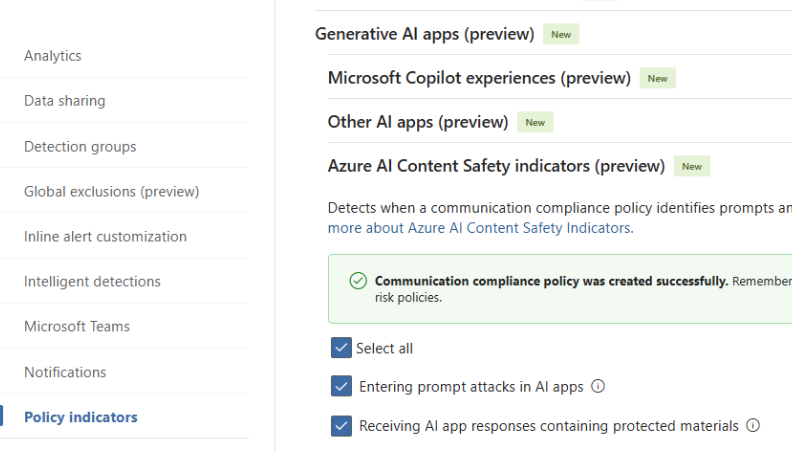 Analytics
Data sharing
Detection groups
Global exclusions (preview)
Inline alert customization
Intelligent detections
Microsoft Teams
Notifications
Policy indicators
Generative AI apps (preview) New
Microsoft Copilot experiences (preview) New
Other AI apps (preview) New
Azure AI Content Safety indicators (preview) New
Detects when a communication compliance policy identifies prompts an
more about Azure AI Content Safety Indicators.
Communication compliance policy was created successfully. Remember
risk policies.
Select all
Entering prompt attacks in AI apps
Receiving AI app responses containing protected materials